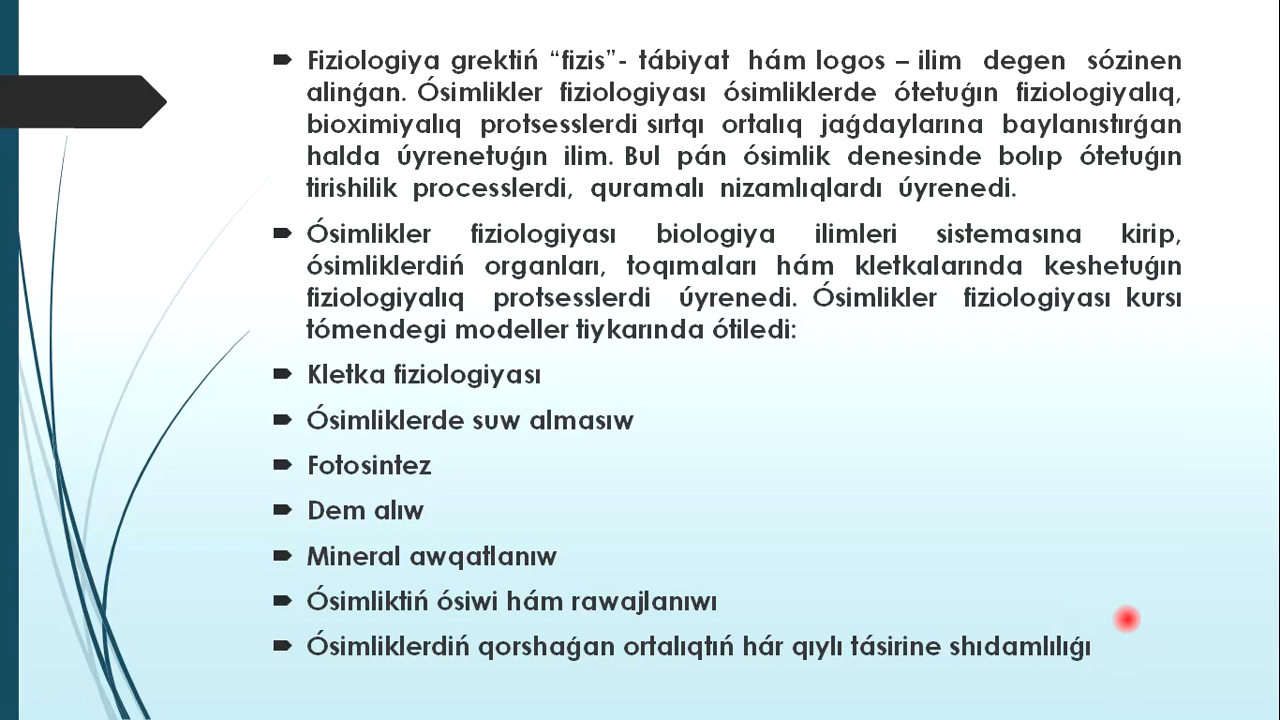 Fiziologiya grektiń “fizis”- tábiyat hám logos – ilim degen sózinen
alinǵan. Ósimlikler fiziologiyası ósimliklerde ótetuǵın fiziologiyalıq,
bioximiyalıq protsesslerdi sırtqı ortalıq jaǵdaylarına baylanıstırǵan
halda úyrenetuǵın ilim. Bul pán ósimlik denesinde bolıp ótetuǵın
tirishilik processlerdi, quramalı nizamlıqlardı úyrenedi.
Ósimlikler fiziologiyası biologiya ilimleri sistemasına kirip,
ósimliklerdiń organları, toqımaları hám kletkalarında keshetuǵın
fiziologiyalıq protsesslerdi úyrenedi. Ósimlikler fiziologiyası kursı
tómendegi modeller tiykarında ótiledi:
Kletka fiziologiyası
Ósimliklerde suw almasıw
Fotosintez
Dem alıw
Mineral awqatlanıw
Ósimliktiń ósiwi hám rawajlanıwı
Ósimliklerdiń qorshaǵan ortalıqtıń hár qıylı tásirine shıdamlılıǵı